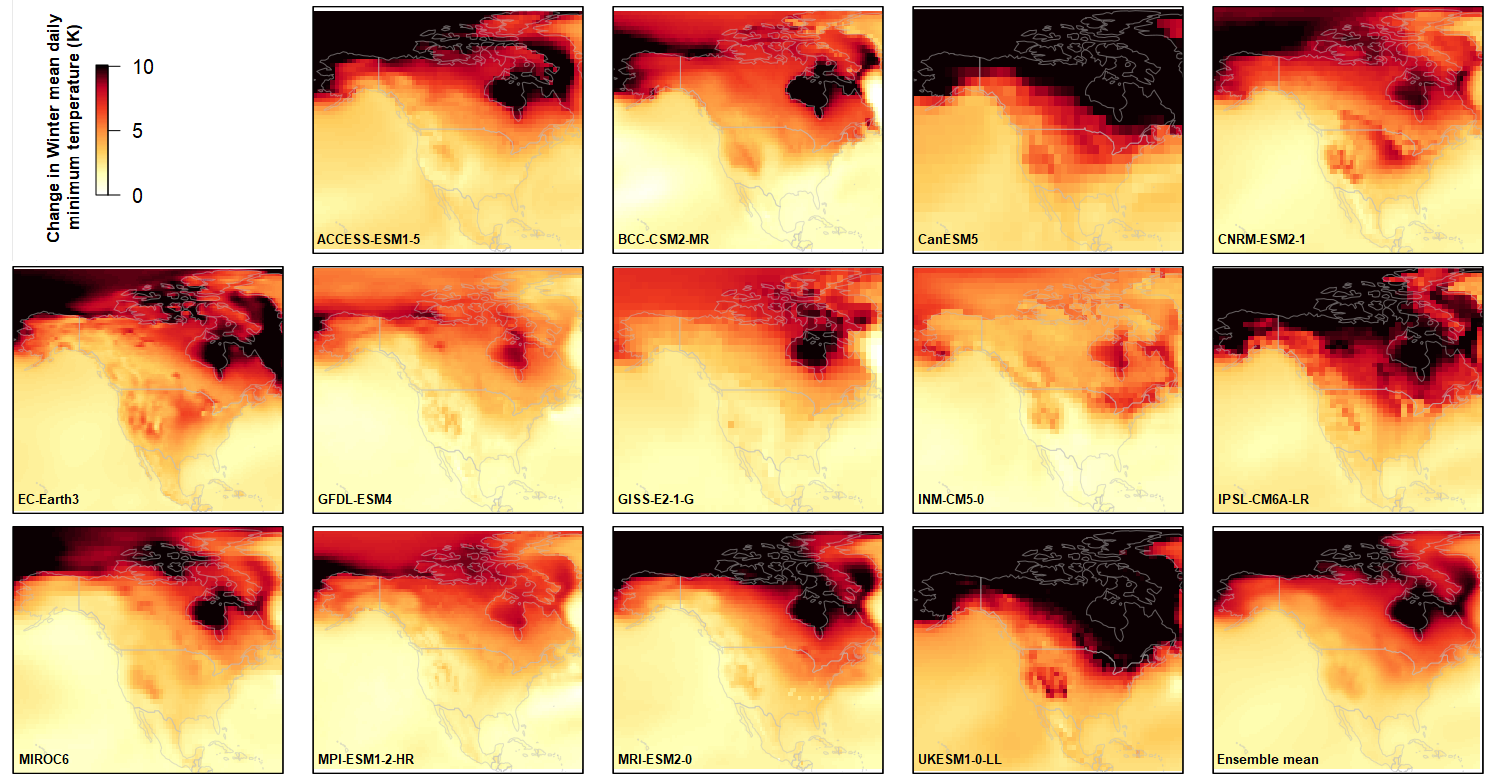 Change in Winter mean daily
minimum temperature (K)
10
5
0
ACCESS-ESM1-5
BCC-CSM2-MR
CanESM5
CNRM-ESM2-1
EC-Earth3
GFDL-ESM4
GISS-E2-1-G
INM-CM5-0
IPSL-CM6A-LR
MIROC6
MPI-ESM1-2-HR
MRI-ESM2-0
UKESM1-0-LL
Ensemble mean